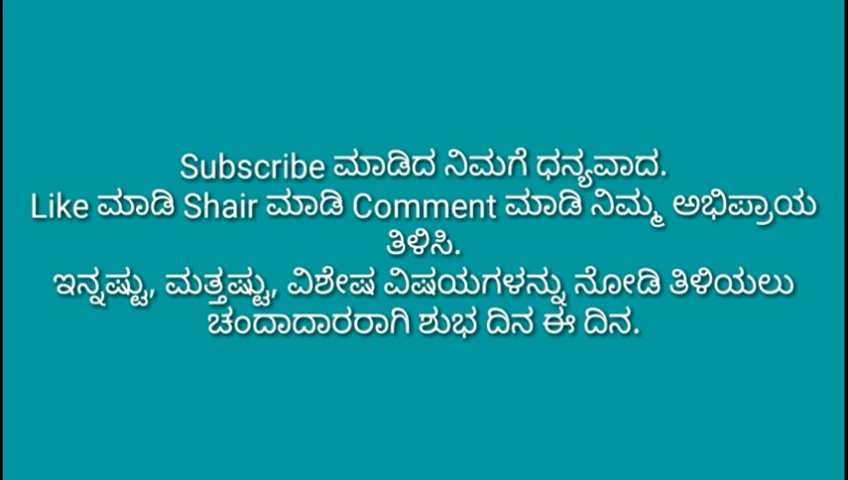 Subscribe ಮಾಡಿದ ನಿಮಗೆ ಧನ್ಯವಾದ.
Like ಮಾಡಿ Shair ಮಾಡಿ Comment ಮಾಡಿ ನಿಮ್ಮ ಅಭಿಪ್ರಾಯ
ತಿಳಿಸಿ.
ಇನ್ನಷ್ಟು, ಮತ್ತಷ್ಟು, ವಿಶೇಷ ವಿಷಯಗಳನ್ನು ನೋಡಿ ತಿಳಿಯಲು
ಚಂದಾದಾರರಾಗಿ ಶುಭ ದಿನ ಈ ದಿನ.